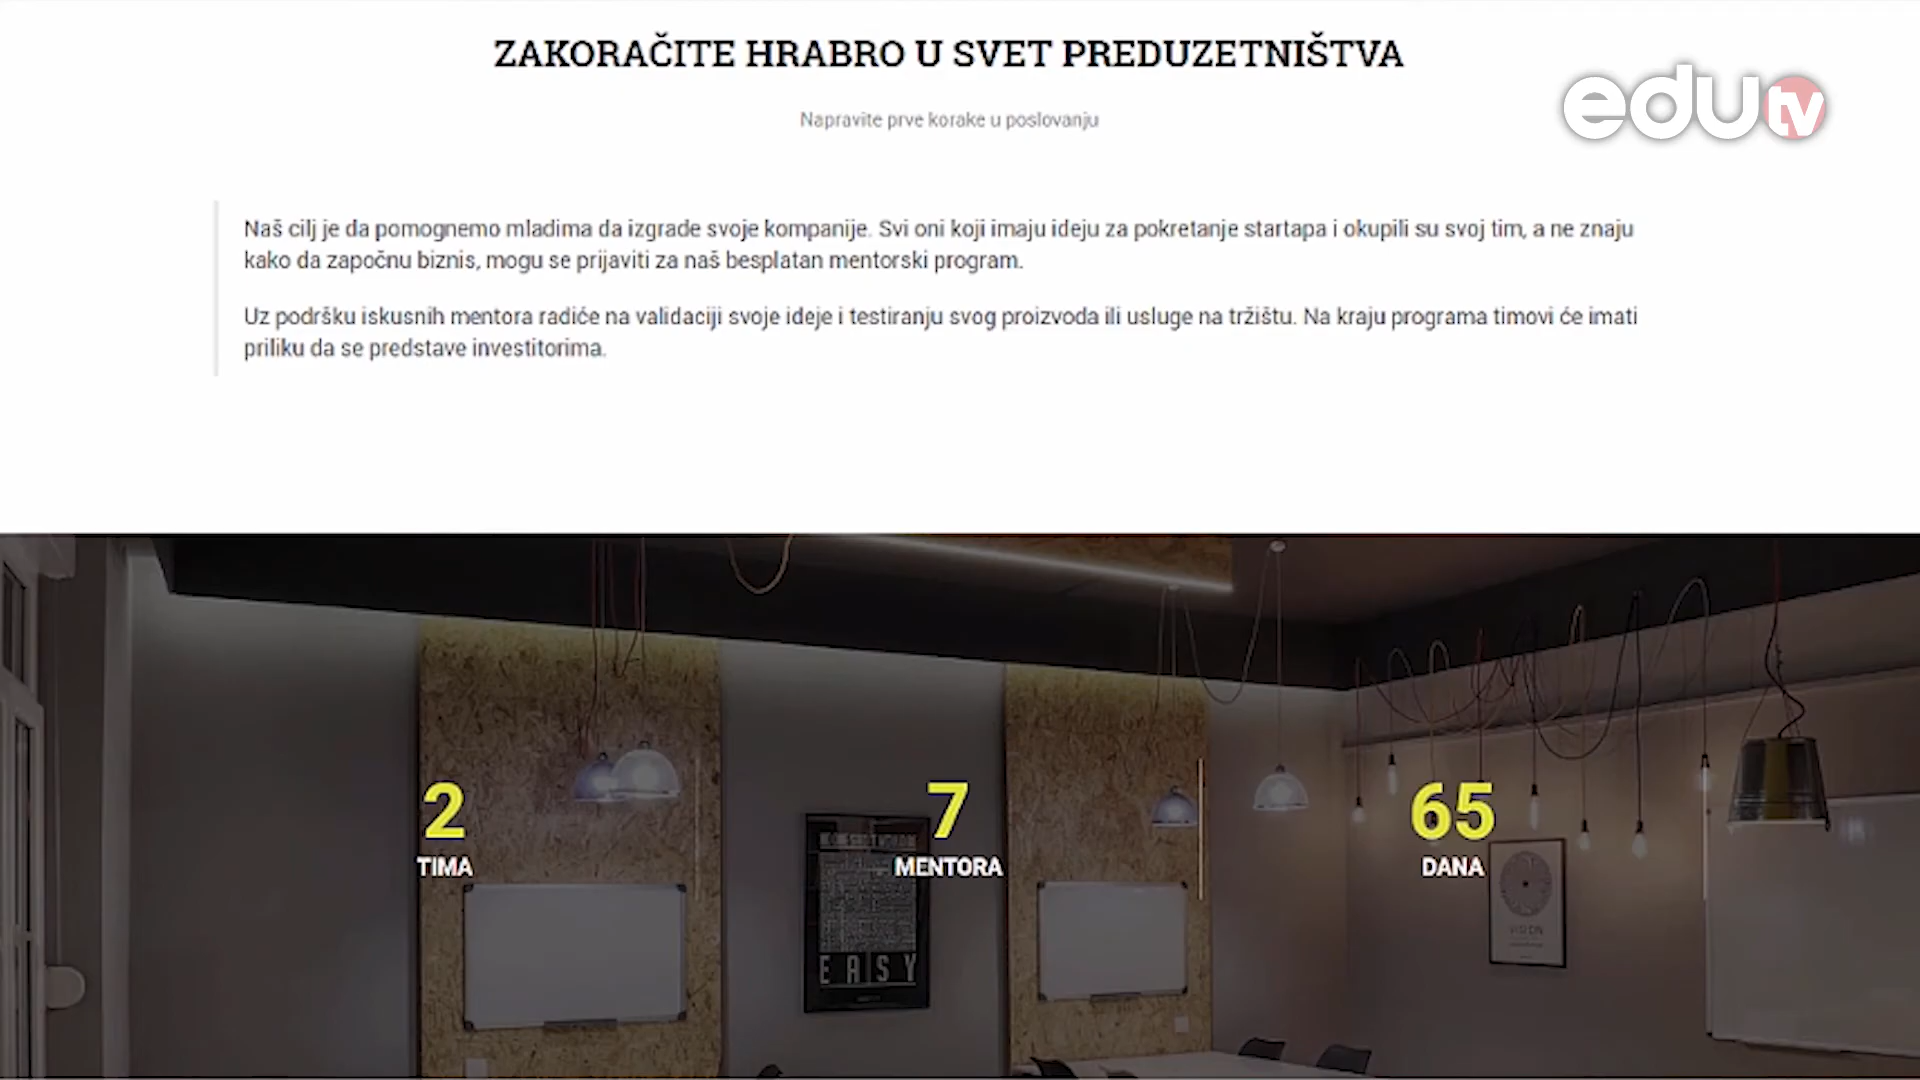 ZAKORAČITE HRABRO U SVET PREDUZETNIŠTVA
edutv
Napravite prve korake u poslovanju
Naš cilj je da pomognemo mladima da izgrade svoje kompanije. Svi oni koji imaju ideju za pokretanje startapa i okupili su svoj tim, a ne znaju
kako da započnu biznis, mogu se prijaviti za naš besplatan mentorski program.
Uz podršku iskusnih mentora radiće na validaciji svoje ideje i testiranju svog proizvoda ili usluge na tržištu. Na kraju programa timovi će imati
priliku da se predstave investitorima.
2
TIMA
7
MENTORA
65
DANA
EASY
VISION